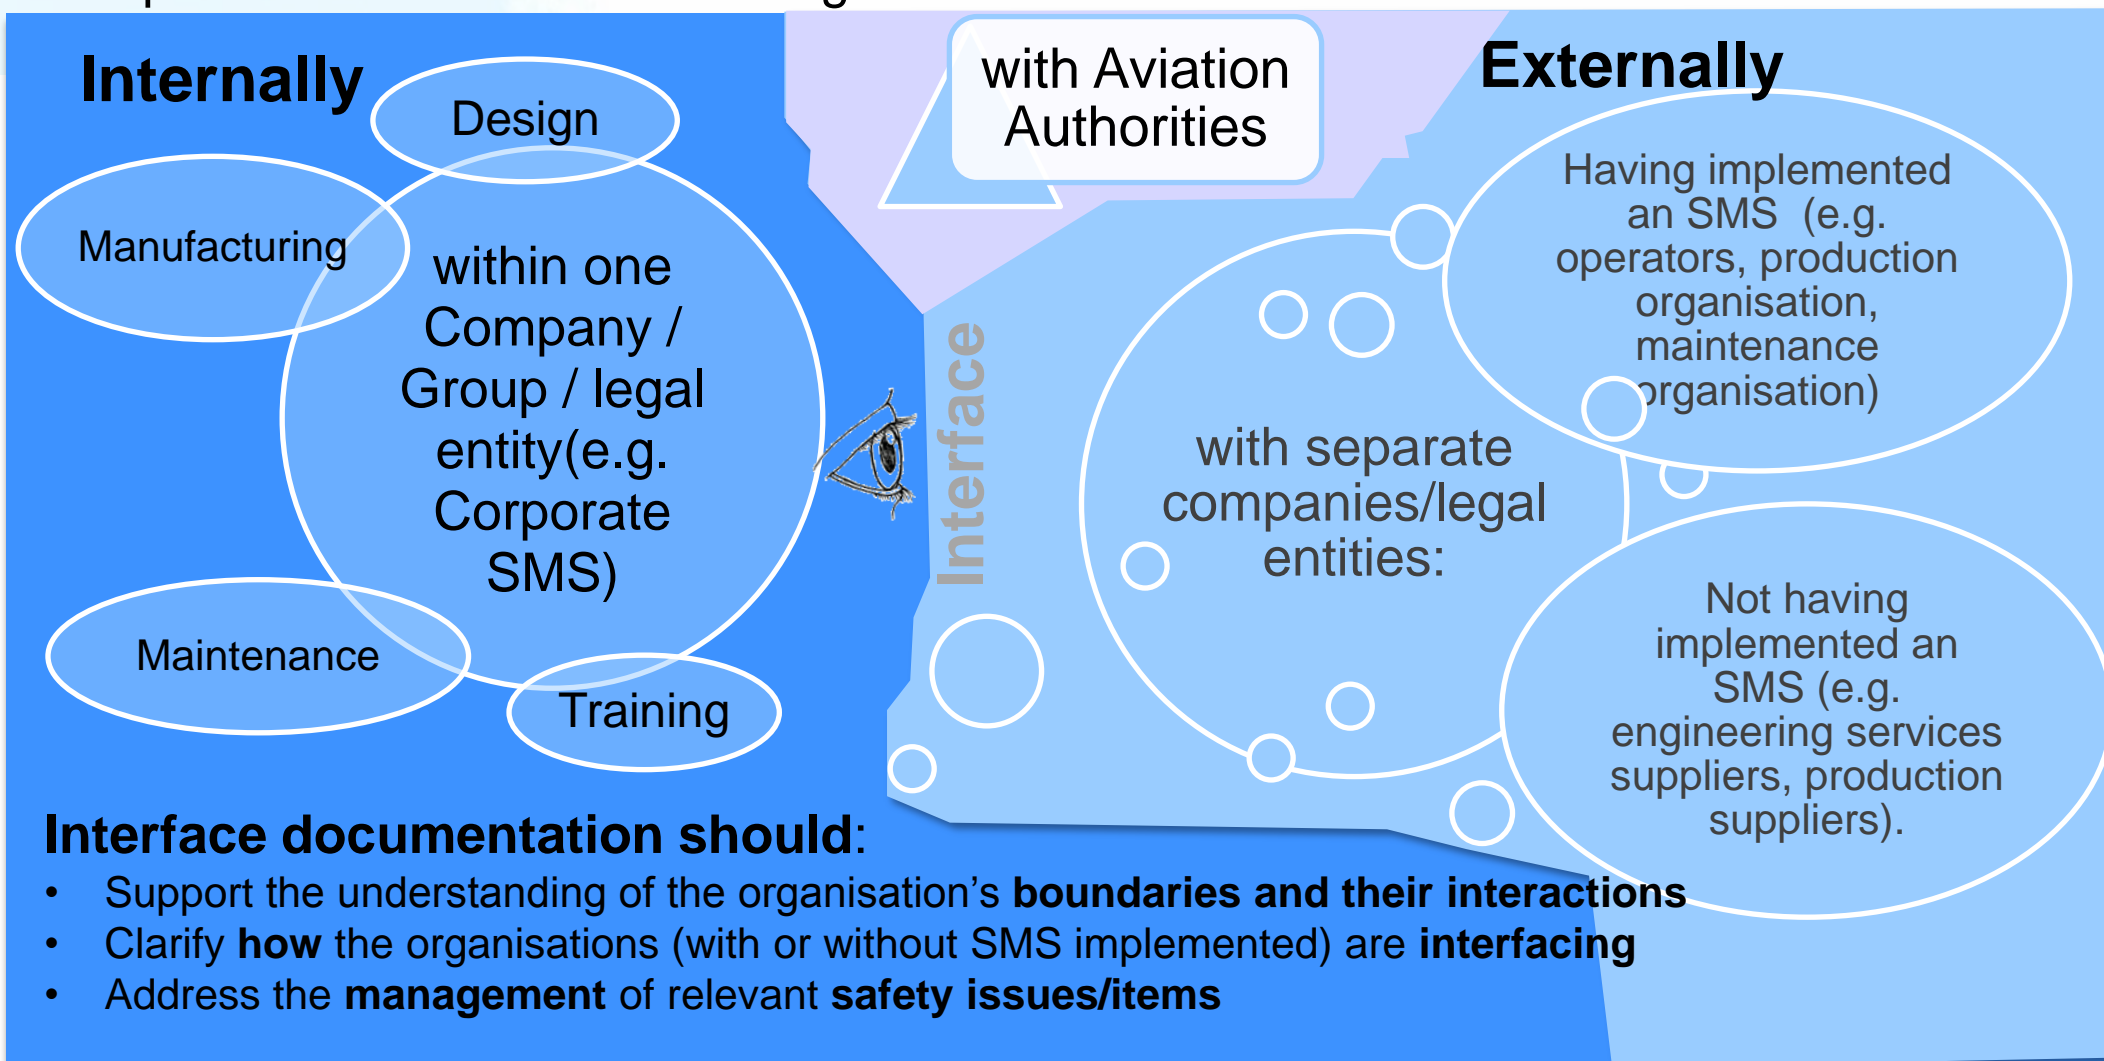 Internally
Design
Manufacturing
within one
Company /
Group / legal
entity(e.g.
Corporate
SMS)
Maintenance
Training
with Aviation
Authorities
Interface
Externally
Having implemented
an SMS (e.g.
operators, production
organisation,
maintenance
organisation)
with separate
companies/legal
entities:
Not having
implemented an
SMS (e.g.
engineering services
suppliers, production
suppliers).
Interface documentation should:
• Support the understanding of the organisation’s boundaries and their interactions
• Clarify how the organisations (with or without SMS implemented) are interfacing
• Address the management of relevant safety issues/items